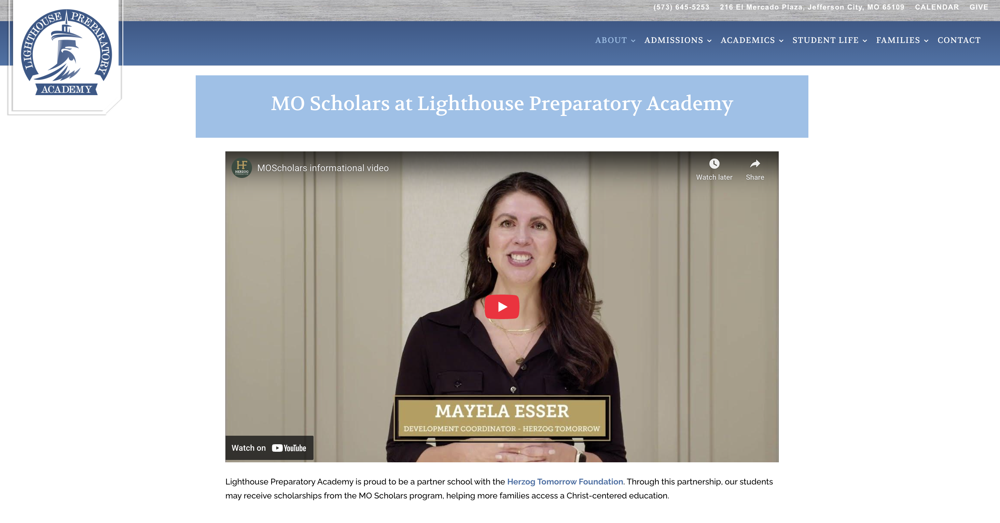 (573) 645-5253 216 El Mercado Plaza, Jefferson City, MO 65109 CALENDAR GIVE
LIGHTHOUSE PREPARATORY
ACADEMY
ABOUT ADMISSIONS ACADEMICS STUDENT LIFE FAMILIES CONTACT
MO Scholars at Lighthouse Preparatory Academy
HF
HERZOG
FOUNDATION
MOScholars informational video
Watch later
Share
MAYELA ESSER
DEVELOPMENT COORDINATOR - HERZOG TOMORROW
Watch on YouTube
Lighthouse Preparatory Academy is proud to be a partner school with the Herzog Tomorrow Foundation. Through this partnership, our students
may receive scholarships from the MO Scholars program, helping more families access a Christ-centered education.